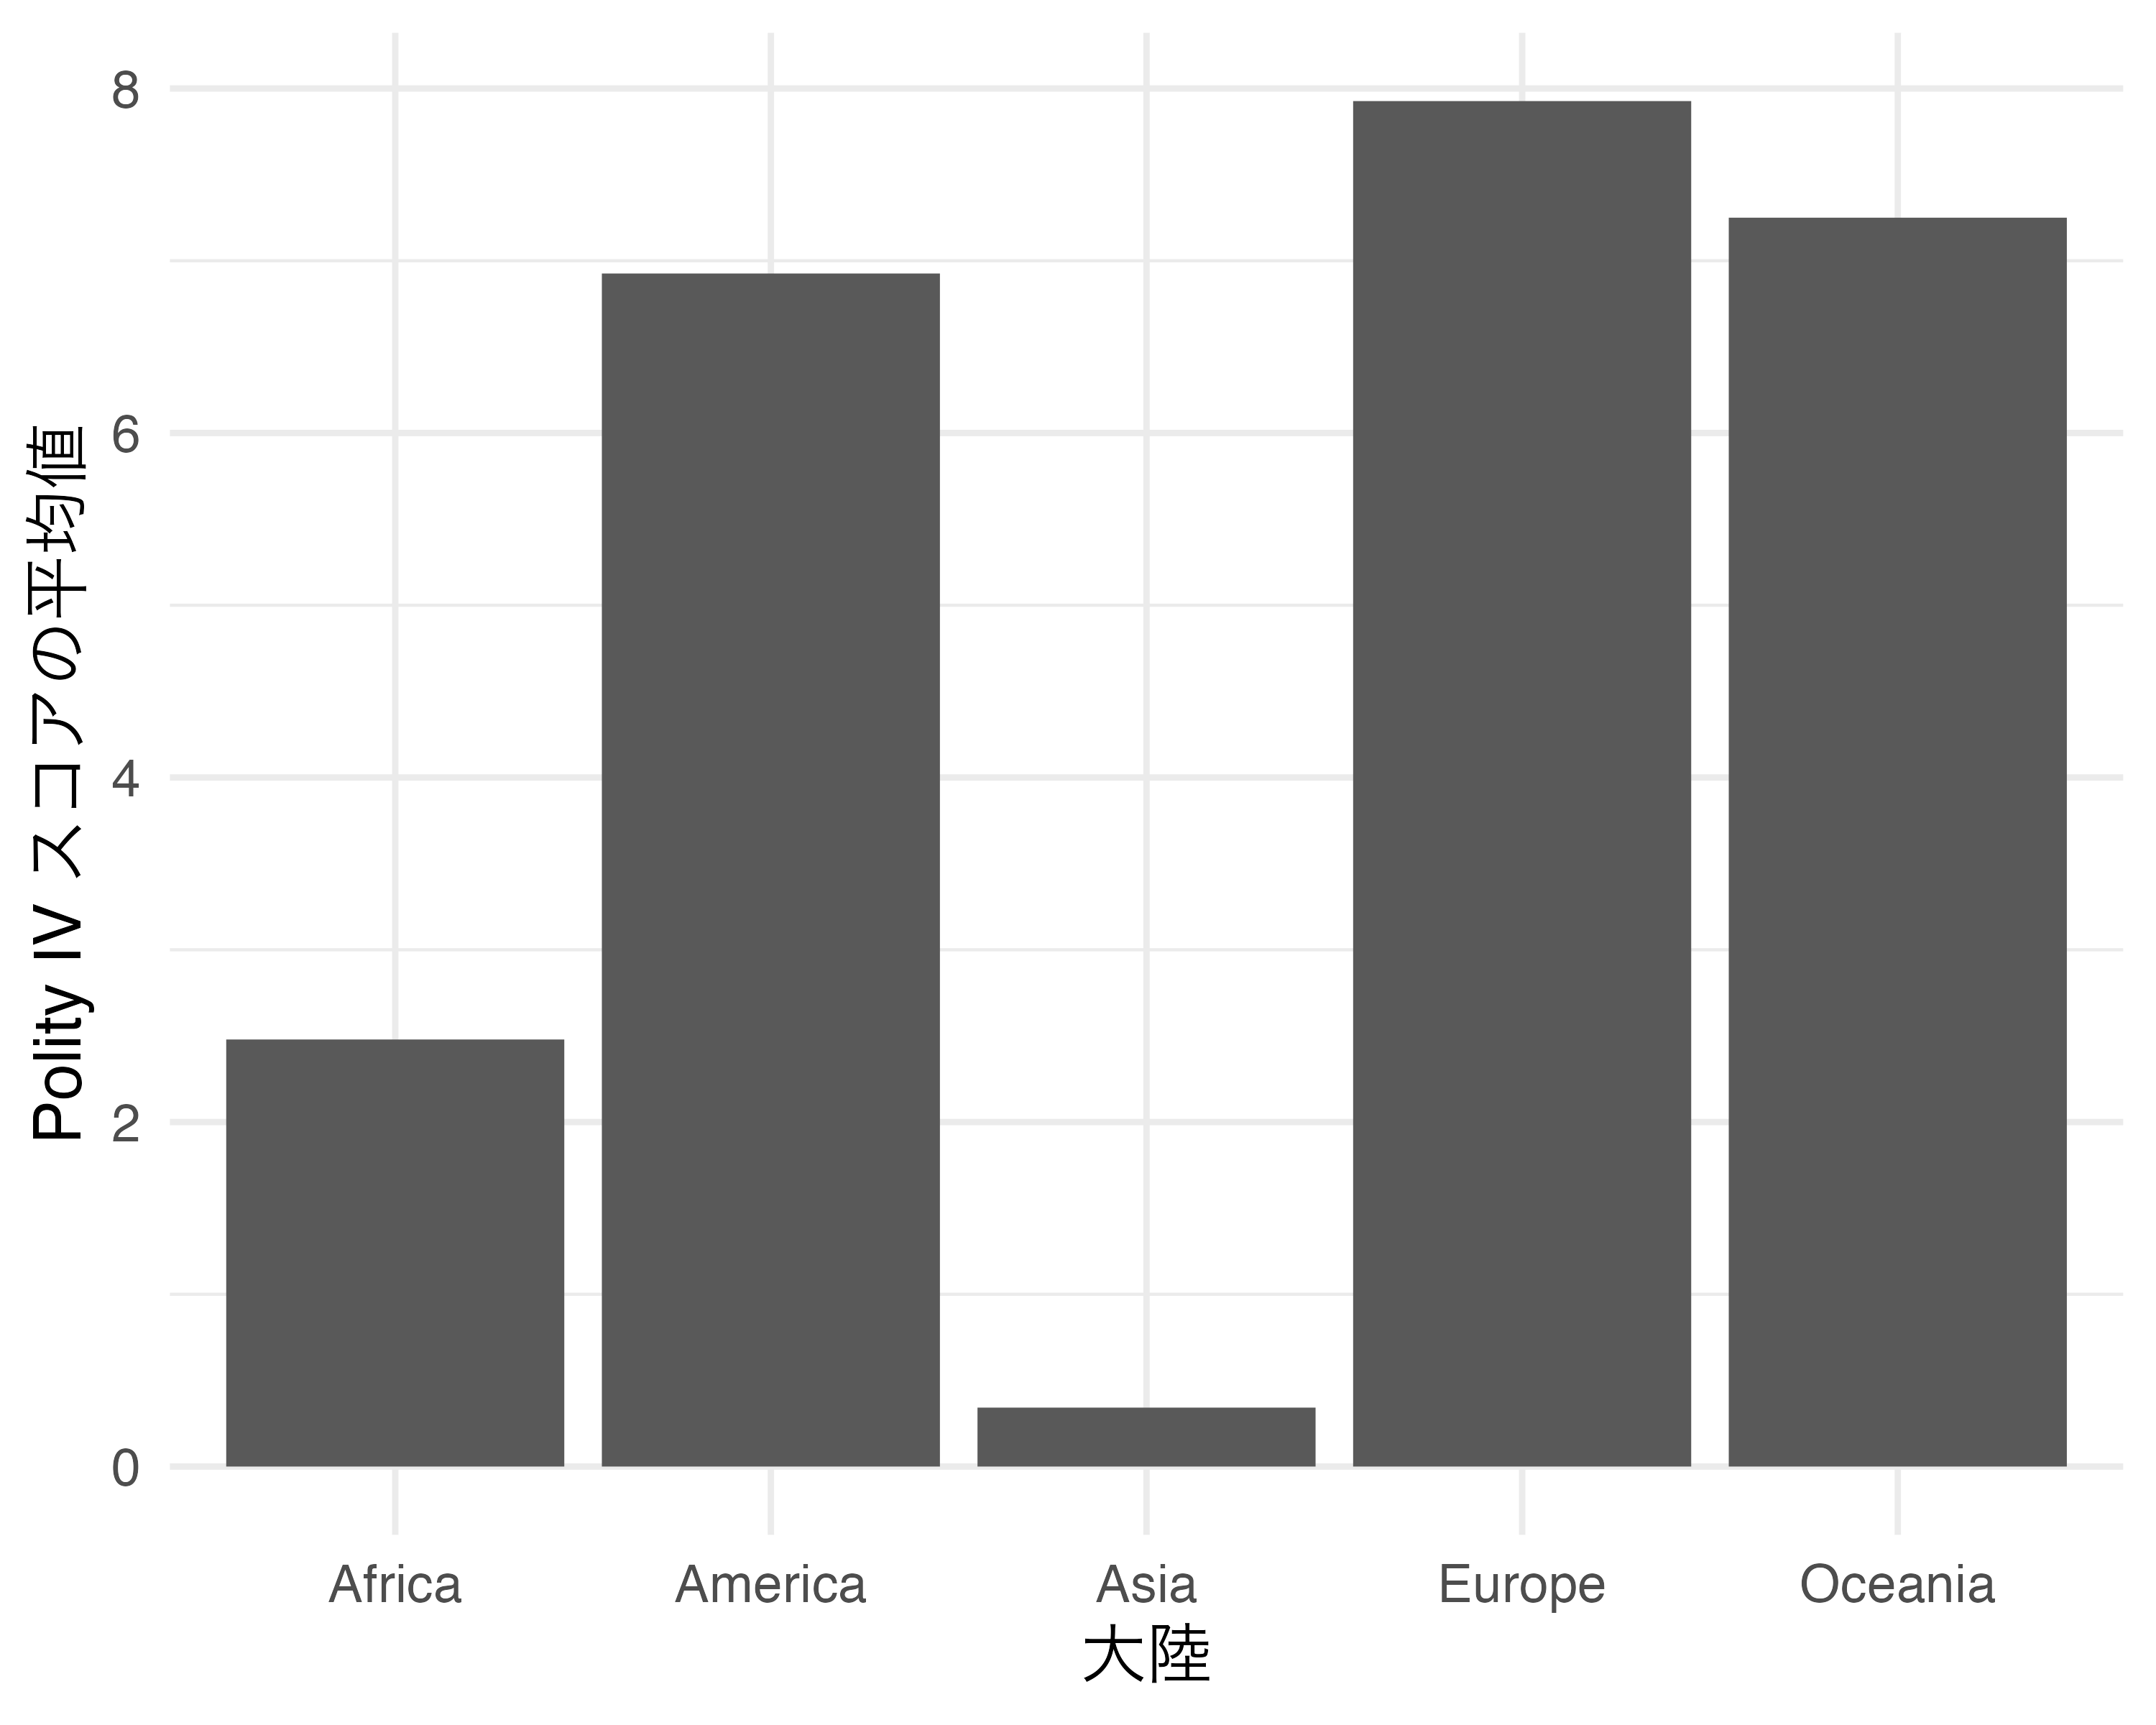 Polity IV スコアの平均値
8
6
4
2
0
Africa America Asia Europe Oceania
大陸